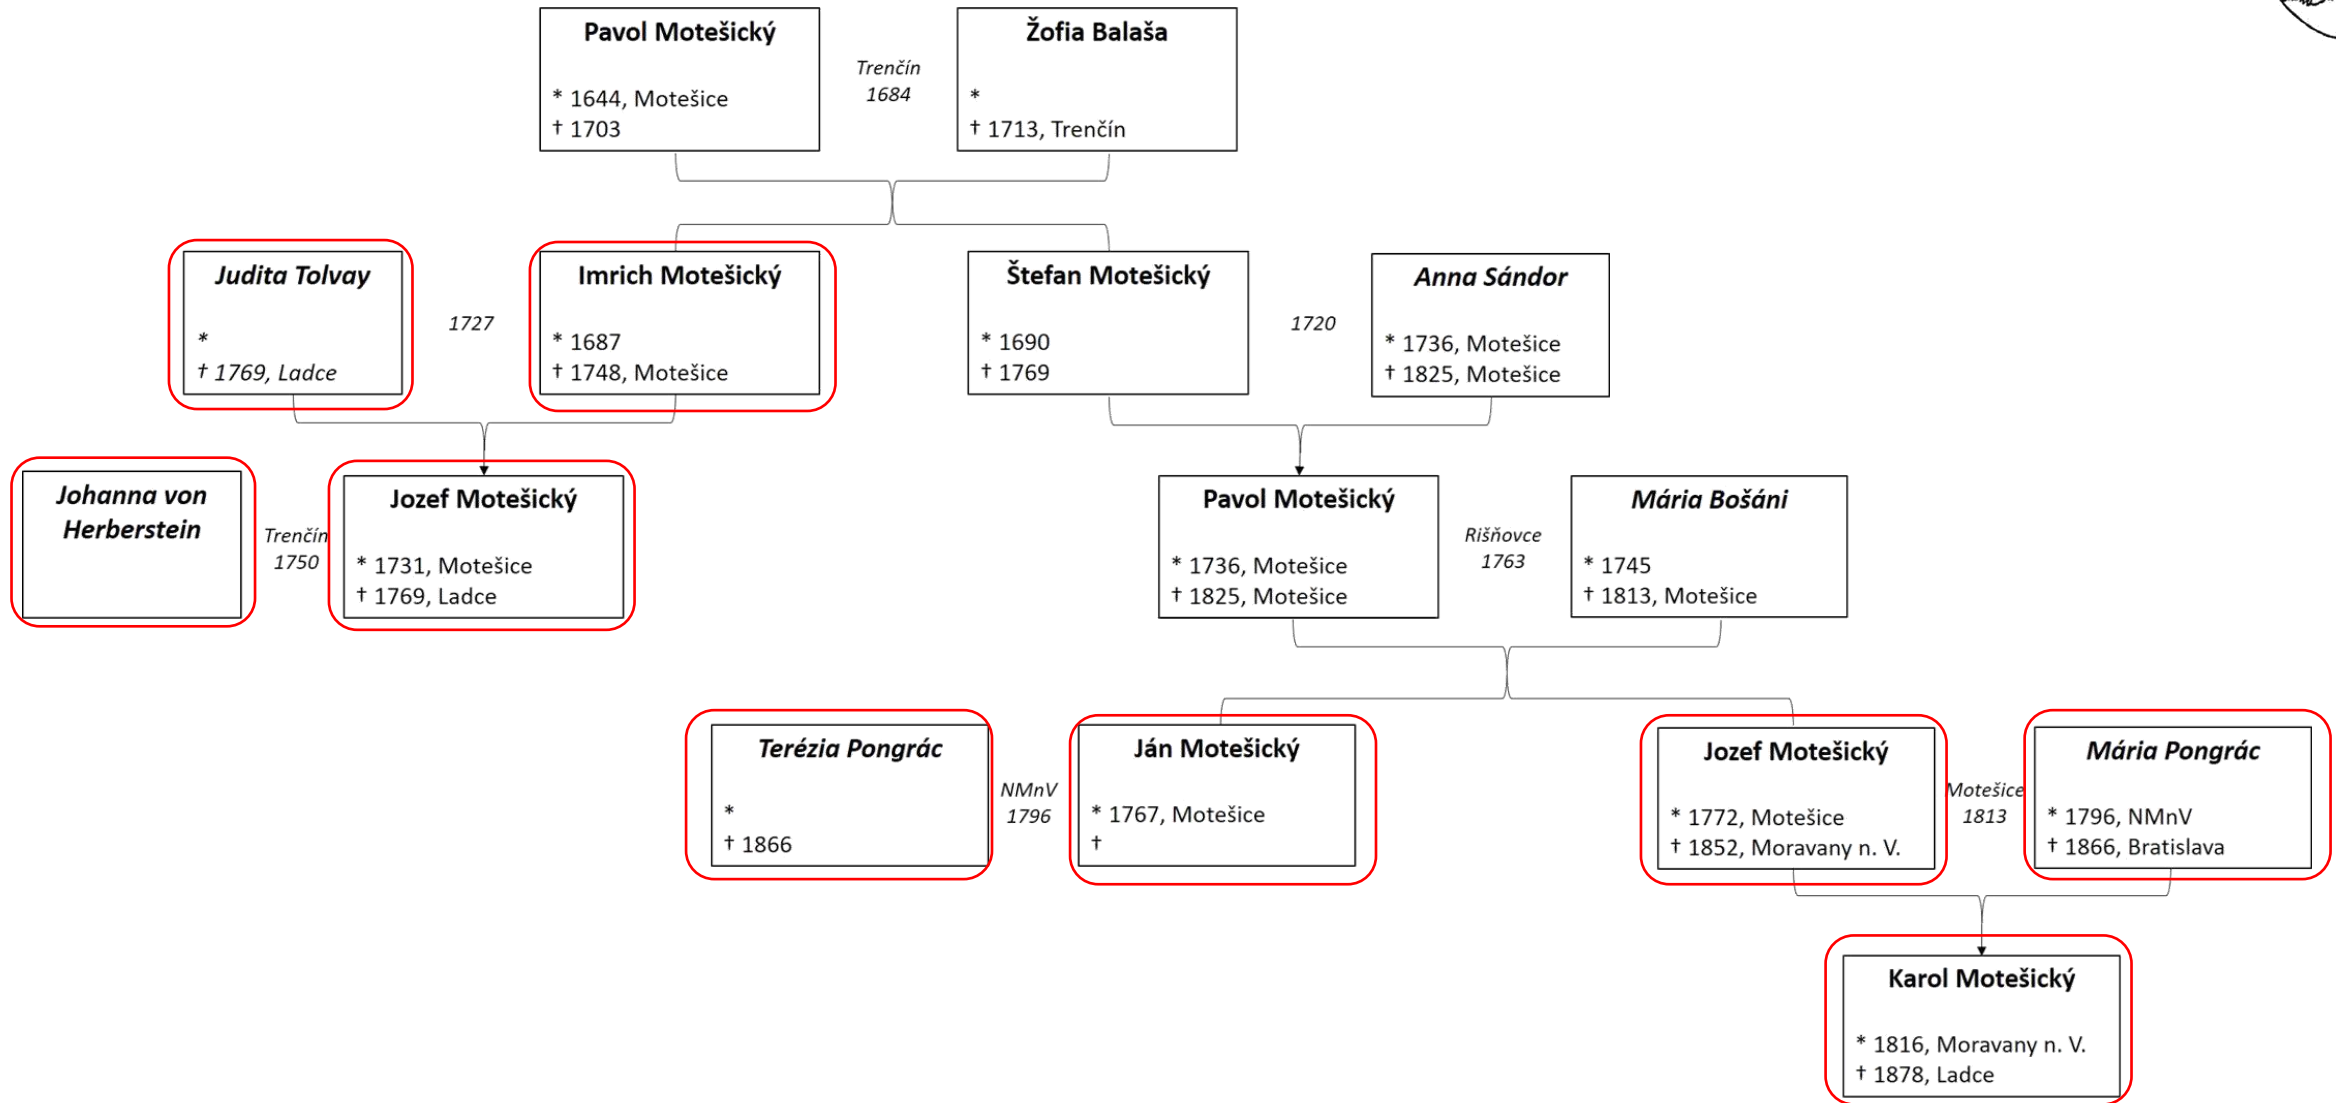 Pavol Motešický
* 1644, Motešice
† 1703
Trenčín
1684
Žofia Balaša
*
† 1713, Trenčín
Judita Tolvay
*
† 1769, Ladce
1727
Imrich Motešický
* 1687
† 1748, Motešice
Štefan Motešický
* 1690
† 1769
1720
Anna Sándor
* 1736, Motešice
† 1825, Motešice
Johanna von
Herberstein
Trenčín
1750
Jozef Motešický
* 1731, Motešice
† 1769, Ladce
Pavol Motešický
* 1736, Motešice
† 1825, Motešice
Rišňovce
1763
Mária Bošáni
* 1745
† 1813, Motešice
Terézia Pongrác
*
† 1866
NMnV
1796
Ján Motešický
* 1767, Motešice
†
Jozef Motešický
* 1772, Motešice
† 1852, Moravany n. V.
Motešice
1813
Mária Pongrác
* 1796, NMnV
† 1866, Bratislava
Karol Motešický
* 1816, Moravany n. V.
† 1878, Ladce